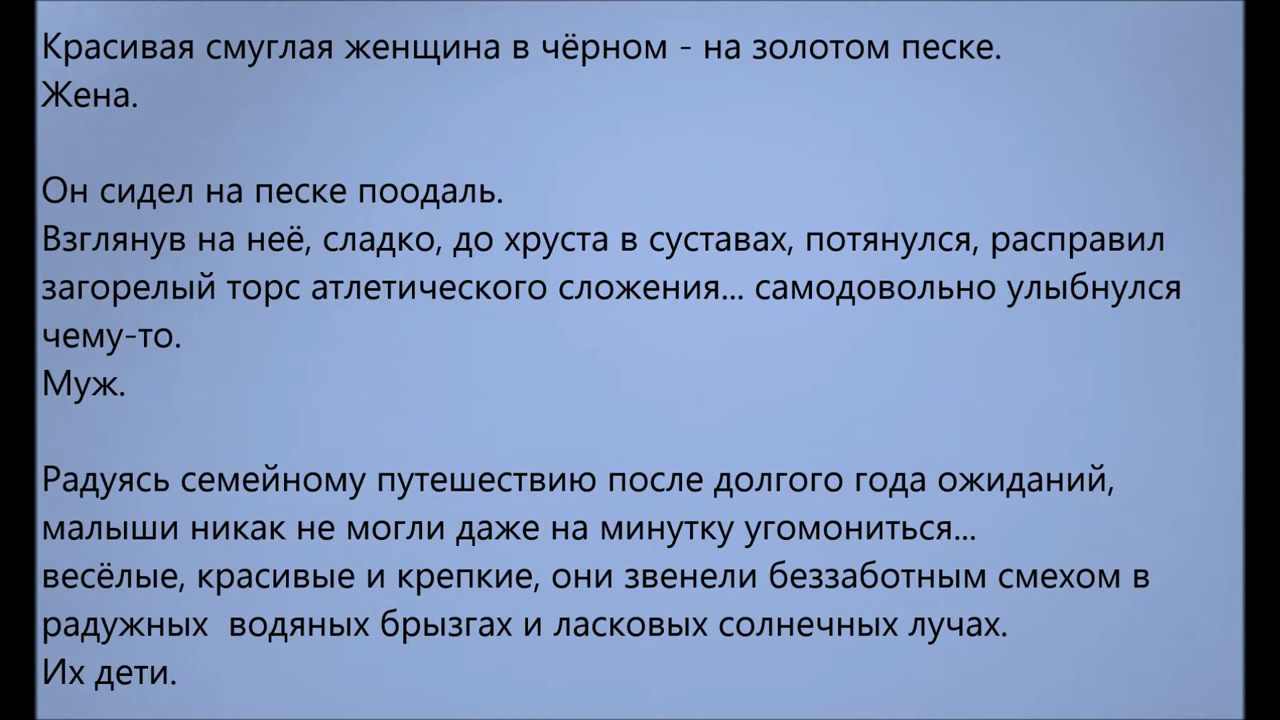 Красивая смуглая женщина в чёрном - на золотом песке.
Жена.
Он сидел на песке поодаль.
Взглянув на неё, сладко, до хруста в суставах, потянулся, расправил
загорелый торс атлетического сложения... самодовольно улыбнулся
чему-то.
Муж.
Радуясь семейному путешествию после долгого года ожиданий,
малыши никак не могли даже на минутку угомониться...
весёлые, красивые и крепкие, они звенели беззаботным смехом в
радужных  водяных брызгах и ласковых солнечных лучах.
Их дети.